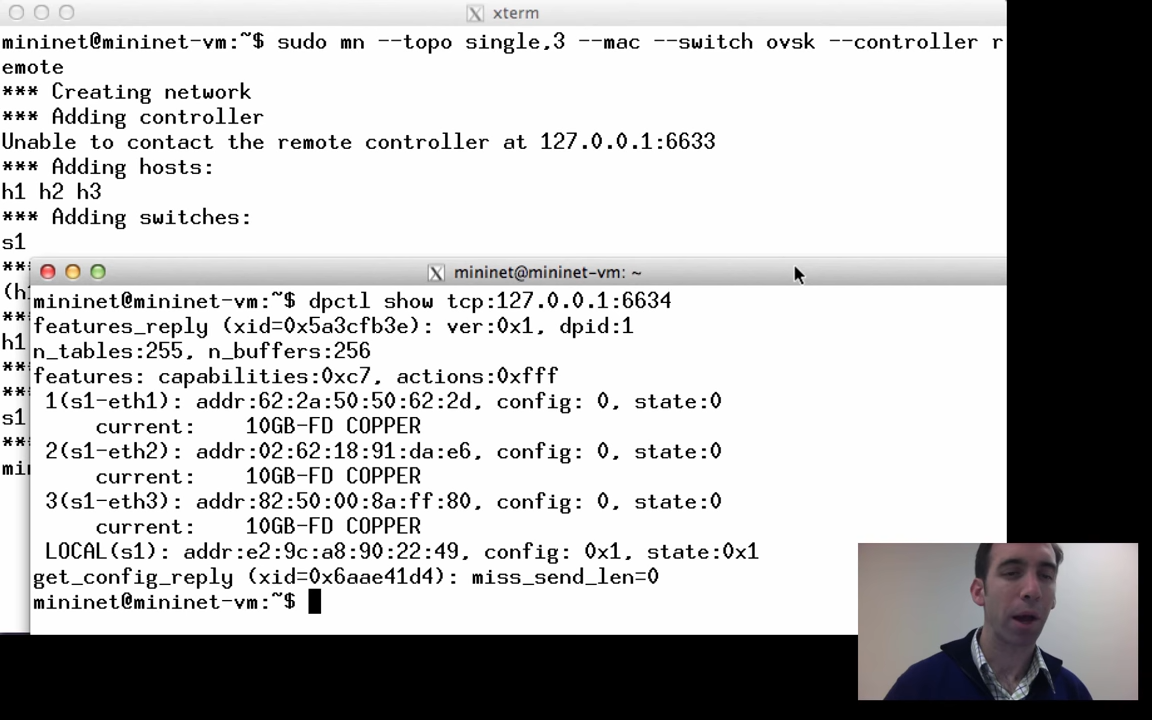 xterm
mininet@mininet-vm:~$ sudo mn --topo single,3 --mac --switch ovsk --controller r
emote
*** Creating network
*** Adding controller
Unable to contact the remote controller at 127.0.0.1:6633
*** Adding hosts:
h1 h2 h3
*** Adding switches:
s1
***
(h
***
h1
***
***
s1
***
min
mininet@mininet-vm: ~
mininet@mininet-vm:~$ dpctl show tcp:127.0.0.1:6634
features_reply (xid=0x5a3cfb3e): ver:0x1, dpid:1
n_tables:255, n_buffers:256
features: capabilities:0xc7, actions:0xfff
1(s1-eth1): addr:62:2a:50:50:62:2d, config: 0, state:0
current: 10GB-FD COPPER
2(s1-eth2): addr:02:62:18:91:da:e6, config: 0, state:0
current: 10GB-FD COPPER
3(s1-eth3): addr:82:50:00:8a:ff:80, config: 0, state:0
current: 10GB-FD COPPER
LOCAL(s1): addr:e2:9c:a8:90:22:49, config: 0x1, state:0x1
get_config_reply (xid=0x6aae41d4): miss_send_len=0
mininet@mininet-vm:~$